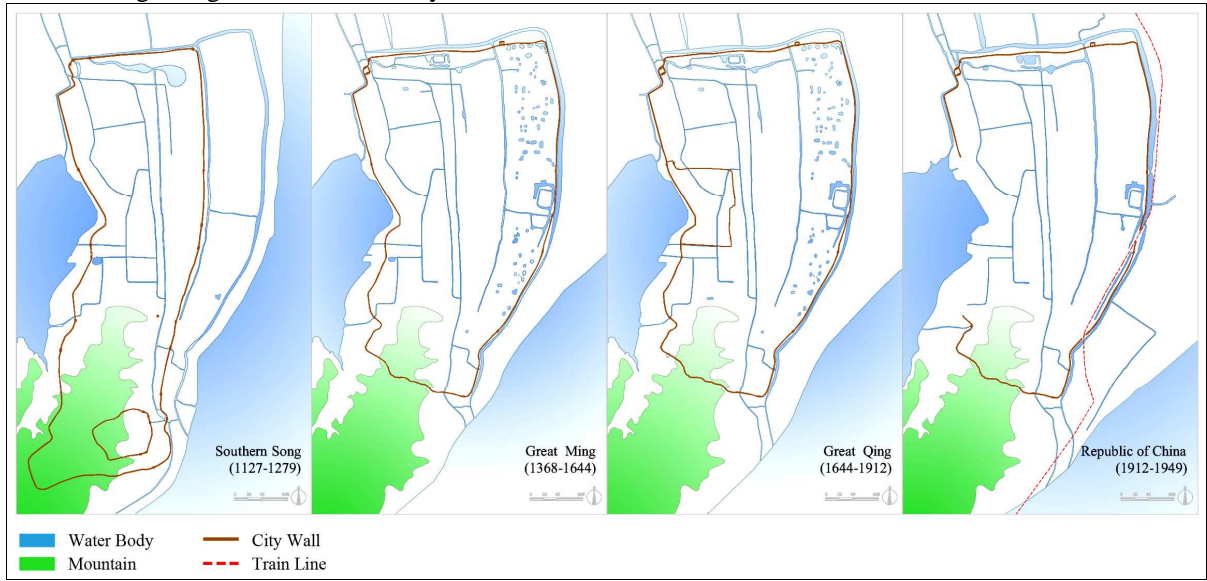 Southern Song
(1127-1279)
Great Ming
(1368-1644)
Great Qing
(1644-1912)
Republic of China
(1912-1949)
Water Body
City Wall
Mountain
Train Line